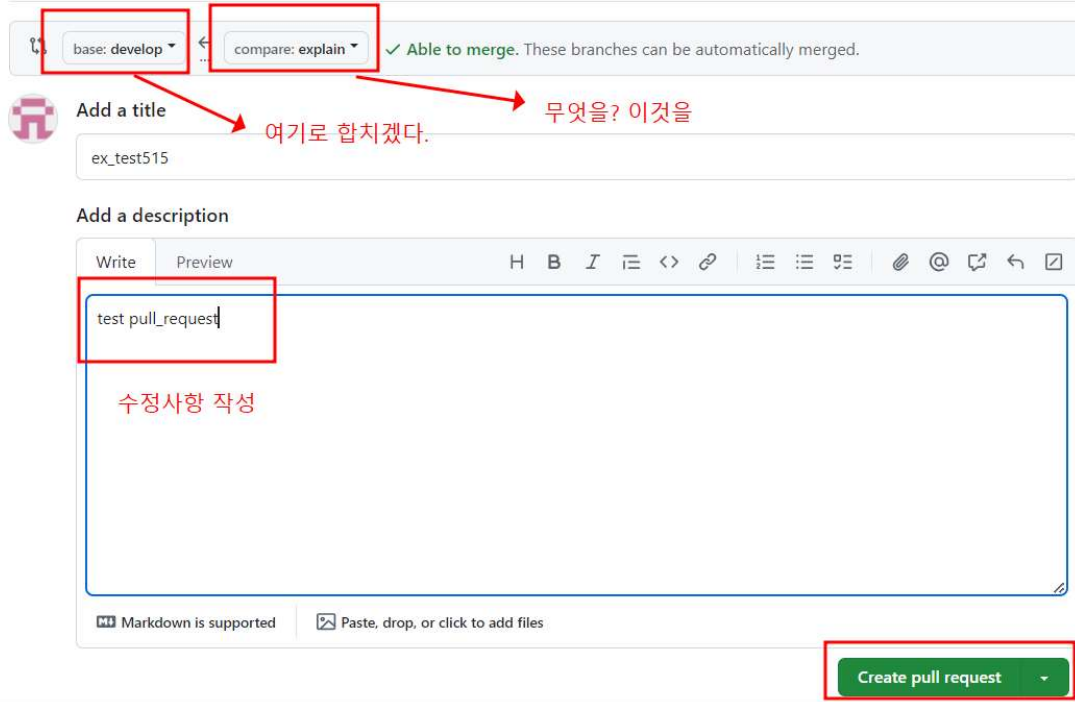 base: develop compare: explain Able to merge. These branches can be automatically merged.
Add a title
무엇을? 이것을
여기로 합치겠다.
ex_test515
Add a description
Write Preview
test pull_request
수정사항 작성
Markdown is supported Paste, drop, or click to add files
Create pull request